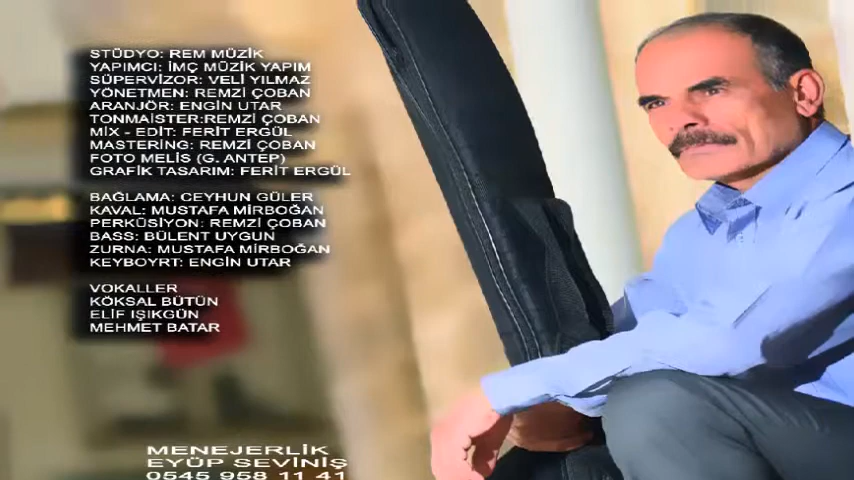 STÜDYO: REM MÜZİK
YAPIMCI: İMÇ MÜZİK YAPIM
SÜPERVİZOR: VELİ YILMAZ
YÖNETMEN: REMZİ ÇOBAN
ARANJÖR: ENGİN UTAR
TONMAİSTER:REMZİ ÇOBAN
MİX - EDİT: FERİT ERGÜL
MASTERİNG: REMZİ ÇOBAN
FOTO MELİS (G. ANTEP)
GRAFİK TASARIM: FERİT ERGÜL
BAĞLAMA: CEYHUN GÜLER
KAVAL: MUSTAFA MİRBOĞAN
PERKÜSİYON: REMZİ ÇOBAN
BASS: BÜLENT UYGUN
ZURNA: MUSTAFA MİRBOĞAN
KEYBOYRT: ENGİN UTAR
VOKALLER
KÖKSAL BÜTÜN
ELİF IŞIKGÜN
MEHMET BATAR
MENEJERLİK
EYÜP SEVİNİŞ
0545 958 11 41